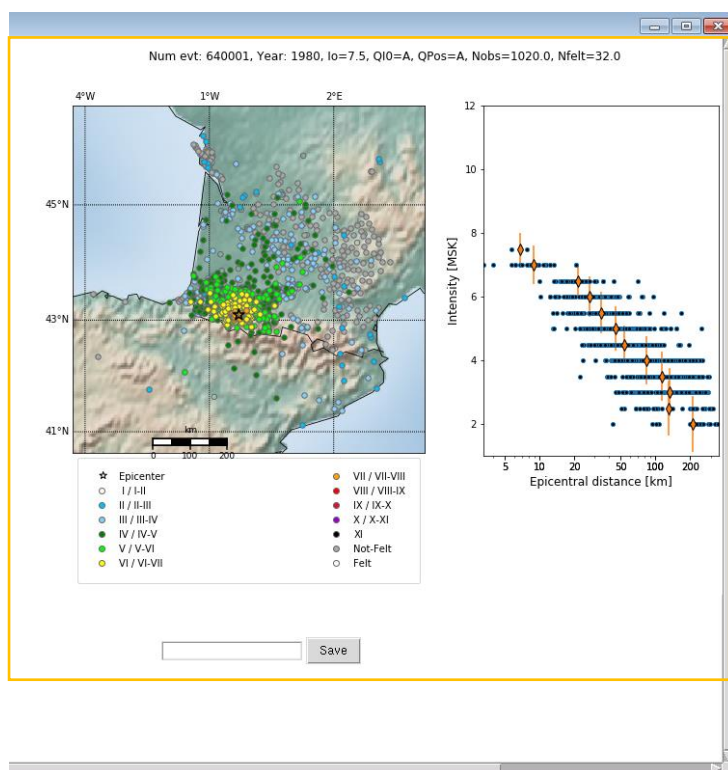 Num evt: 640001, Year: 1980, Io=7.5, QI0=A, QPos=A, Nobs=1020.0, Nfelt=32.0
4°W 1°W 2°E
45°N
43°N
41°N
km
0 100 200
12
10
8
6
4
2
Intensity [MSK]
5 10 20 50 100 200
Epicentral distance [km]
Epicenter
I / I-II
II / II-III
III / III-IV
IV / IV-V
V / V-VI
VI / VI-VII
VII / VII-VIII
VIII / VIII-IX
IX / IX-X
X / X-XI
XI
Not-Felt
Felt
Save